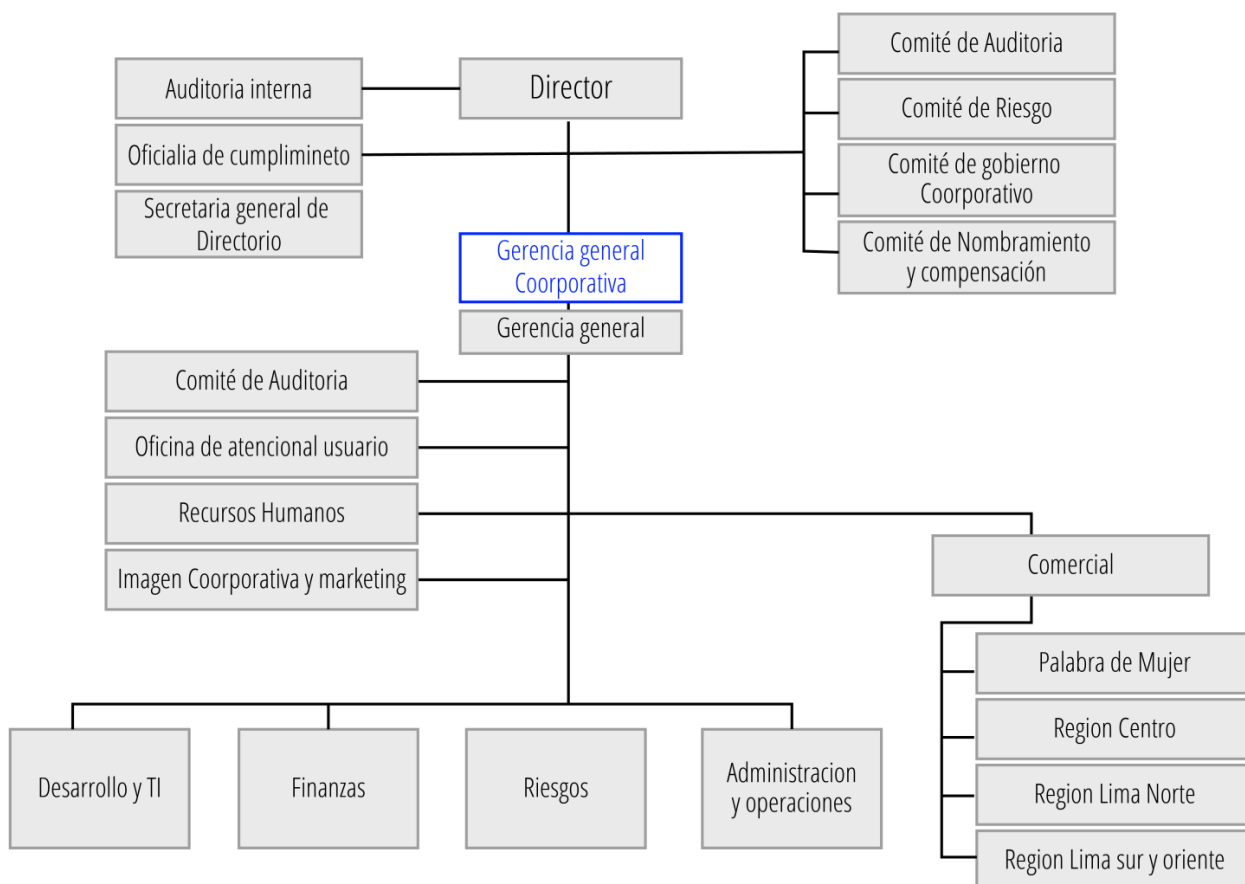 Auditoria interna
Director
Oficialia de cumplimineto
Secretaria general de
Directorio
Comité de Auditoria
Comité de Riesgo
Comité de gobierno
Coorporativo
Comité de Nombramiento
y compensación
Gerencia general
Coorporativa
Gerencia general
Comité de Auditoria
Oficina de atencional usuario
Recursos Humanos
Imagen Coorporativa y marketing
Comercial
Palabra de Mujer
Region Centro
Region Lima Norte
Region Lima sur y oriente
Desarrollo y TI
Finanzas
Riesgos
Administracion
y operaciones